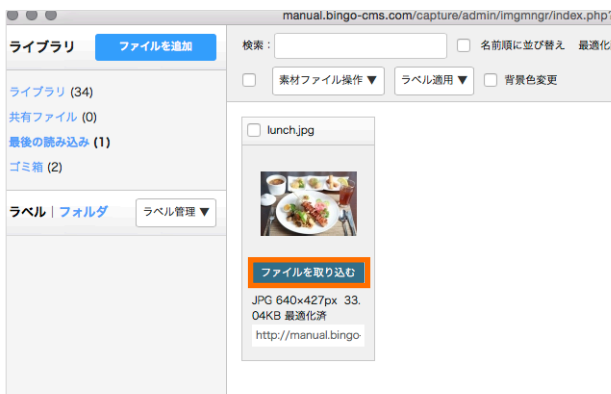 manual.bingo-cms.com/capture/admin/imgmngr/index.php?
ライブラリ ファイルを追加
ライブラリ (34)
共有ファイル (0)
最後の読み込み (1)
ゴミ箱 (2)
ラベル | フォルダ ラベル管理 ▼
検索: 名前順に並び替え 最適化
素材ファイル操作 ▼ ラベル適用 ▼ 背景色変更
lunch.jpg
ファイルを取り込む
JPG 640×427px 33.
04KB 最適化済
http://manual.bingo-